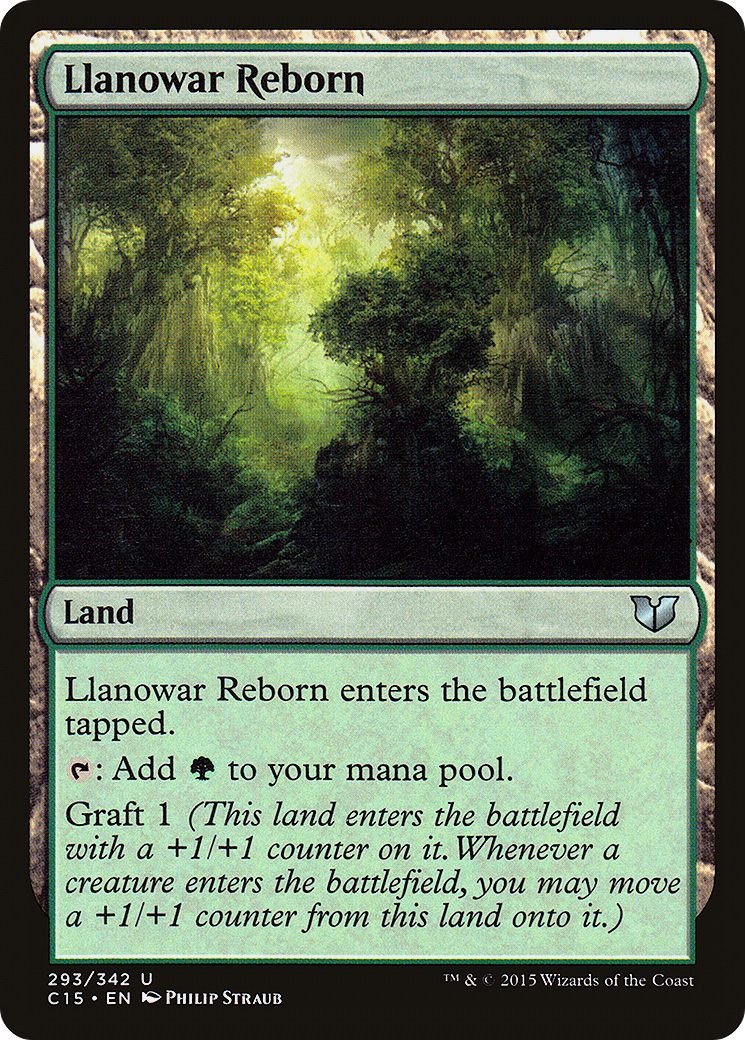 Llanowar Reborn
Land
Llanowar Reborn enters the battlefield
tapped.
: Add to your mana pool.
Graft 1 (This land enters the battlefield
with a +1/+1 counter on it. Whenever a
creature enters the battlefield, you may move
a +1/+1 counter from this land onto it.)
293/342 U
™ & © 2015 Wizards of the Coast
C15 • EN Philip Straub